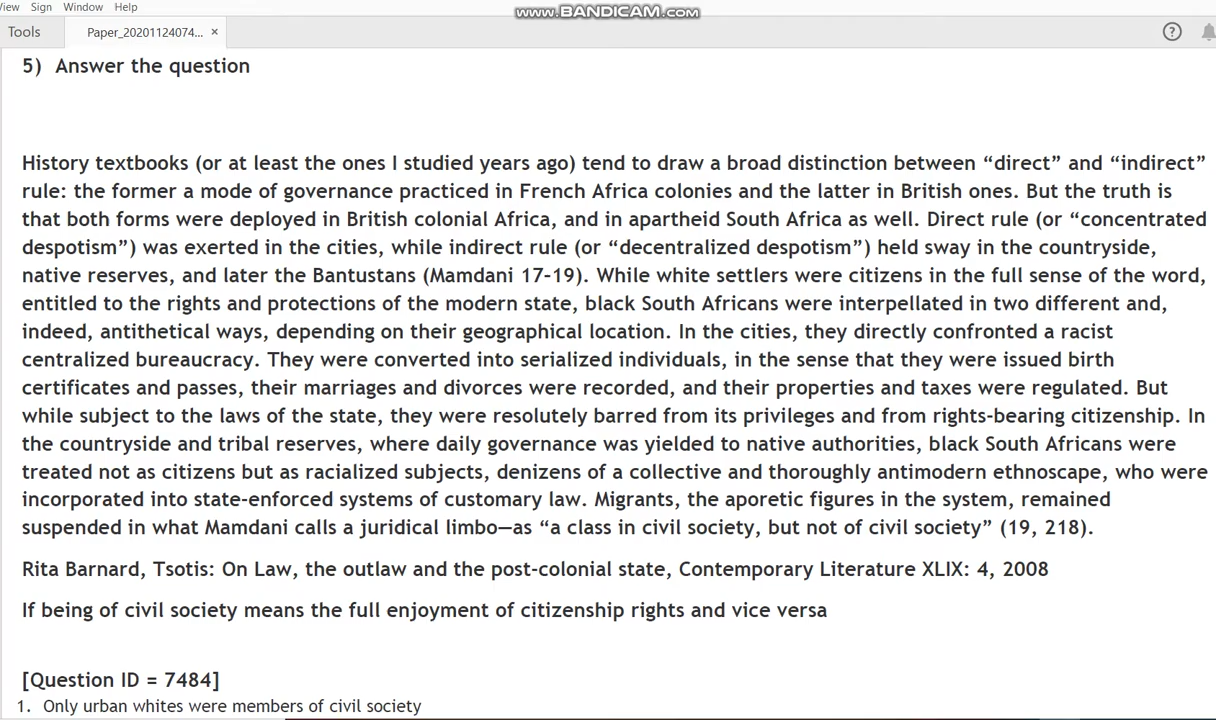 View Sign Window Help
www.BANDICAM.com
Tools
Paper_20201124074... ×
?
5) Answer the question
History textbooks (or at least the ones I studied years ago) tend to draw a broad distinction between “direct” and “indirect”
rule: the former a mode of governance practiced in French Africa colonies and the latter in British ones. But the truth is
that both forms were deployed in British colonial Africa, and in apartheid South Africa as well. Direct rule (or “concentrated
despotism”) was exerted in the cities, while indirect rule (or “decentralized despotism”) held sway in the countryside,
native reserves, and later the Bantustans (Mamdani 17–19). While white settlers were citizens in the full sense of the word,
entitled to the rights and protections of the modern state, black South Africans were interpellated in two different and,
indeed, antithetical ways, depending on their geographical location. In the cities, they directly confronted a racist
centralized bureaucracy. They were converted into serialized individuals, in the sense that they were issued birth
certificates and passes, their marriages and divorces were recorded, and their properties and taxes were regulated. But
while subject to the laws of the state, they were resolutely barred from its privileges and from rights-bearing citizenship. In
the countryside and tribal reserves, where daily governance was yielded to native authorities, black South Africans were
treated not as citizens but as racialized subjects, denizens of a collective and thoroughly antimodern ethnoscape, who were
incorporated into state-enforced systems of customary law. Migrants, the aporetic figures in the system, remained
suspended in what Mamdani calls a juridical limbo—as “a class in civil society, but not of civil society” (19, 218).
Rita Barnard, Tsotis: On Law, the outlaw and the post-colonial state, Contemporary Literature XLIX: 4, 2008
If being of civil society means the full enjoyment of citizenship rights and vice versa
[Question ID = 7484]
1. Only urban whites were members of civil society